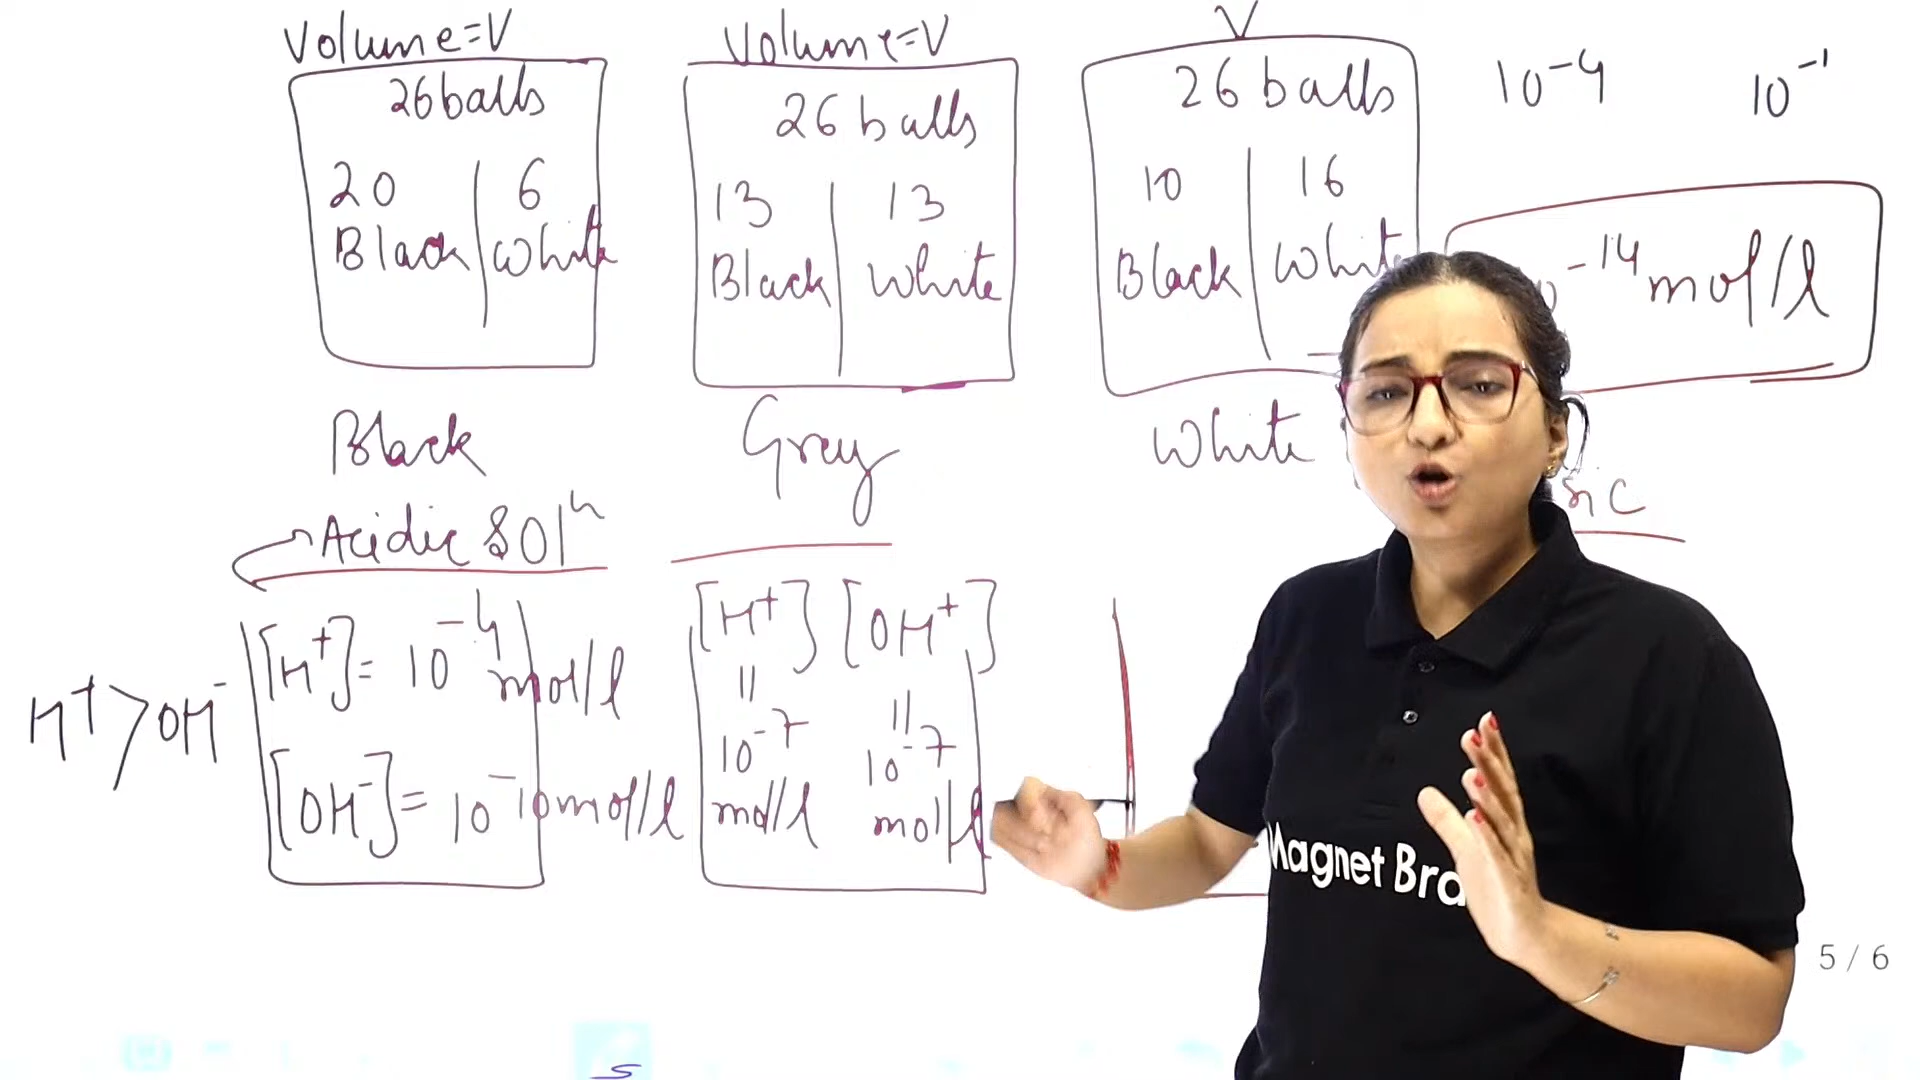 Volume=V
26 balls
20 6
Black White
Black
Acidic Solⁿ
[H⁺]= 10⁻⁴ mol/l
[OH⁻]= 10⁻¹⁰ mol/l
H⁺ > OH⁻
Volume=V
26 balls
13 13
Black White
Grey
[H⁺] [OH⁺]
= =
10⁻⁷ 10⁻⁷
mol/l mol/l
V
26 balls
10 16
Black White
White
10⁻⁴ 10⁻¹
⁻¹⁴ mol/l
Magnet Bra
5 / 6